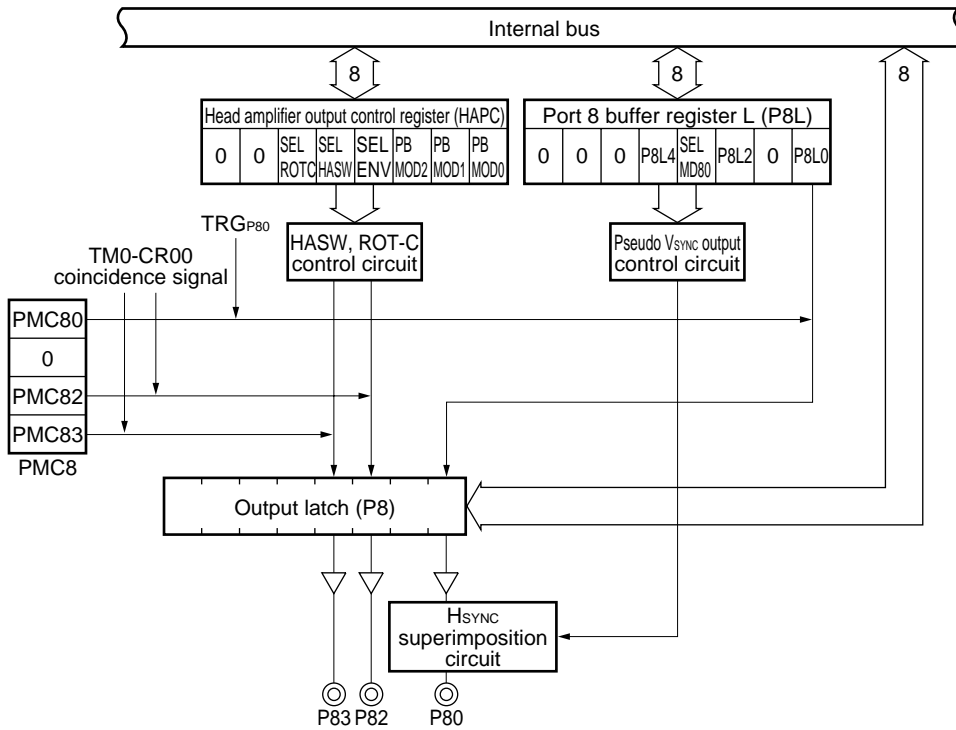 Internal bus
8
8
8
Head amplifier output control register (HAPC)
0
0
SEL
ROTC
SEL
HASW
SEL
ENV
PB
MOD2
PB
MOD1
PB
MOD0
Port 8 buffer register L (P8L)
0
0
0
P8L4
SEL
MD80
P8L2
0
P8L0
TRGP80
HASW, ROT-C
control circuit
Pseudo VSYNC output
control circuit
TM0-CR00
coincidence signal
PMC80
0
PMC82
PMC83
PMC8
Output latch (P8)
HSYNC
superimposition
circuit
P83
P82
P80